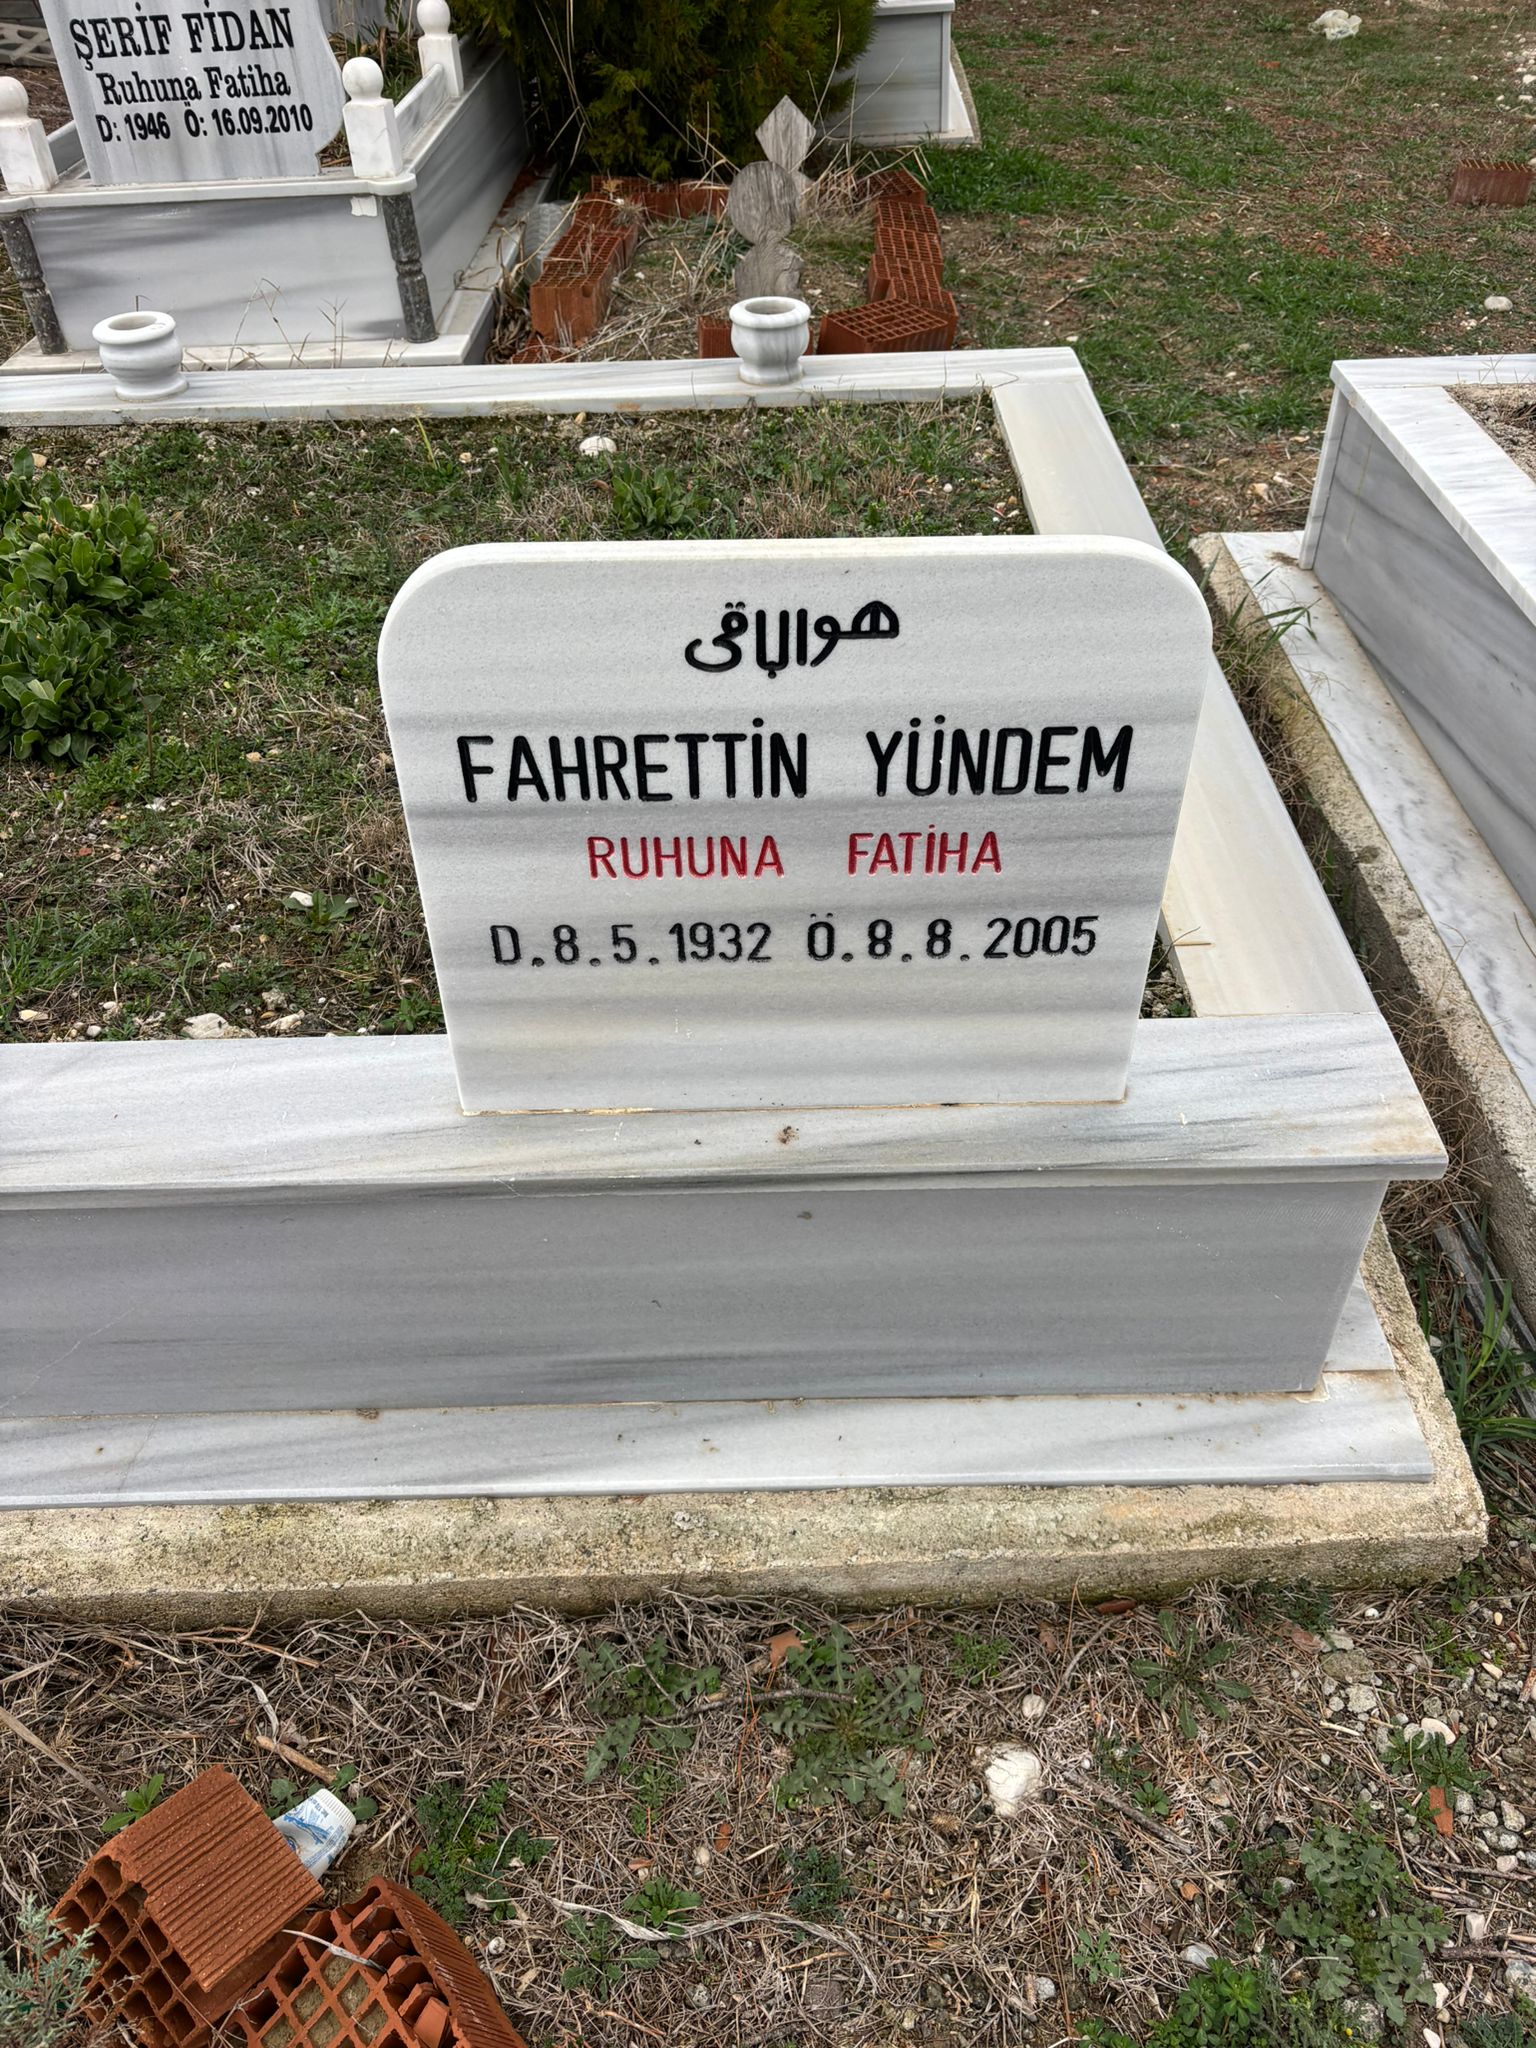 ŞERİF FİDAN
Ruhuna Fatiha
D: 1946 Ö: 16.09.2010
هوالباقی
FAHRETTİN YÜNDEM
RUHUNA FATİHA
D.8.5.1932 Ö.8.8.2005